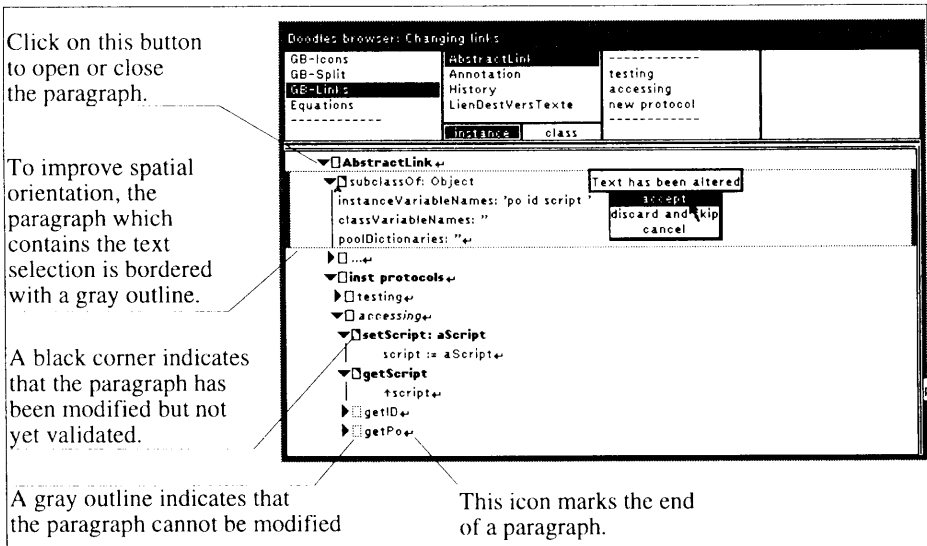 Click on this button
to open or close
the paragraph.
To improve spatial
orientation, the
paragraph which
contains the text
selection is bordered
with a gray outline.
A black corner indicates
that the paragraph has
been modified but not
yet validated.
A gray outline indicates that
the paragraph cannot be modified
This icon marks the end
of a paragraph.
Doodles browser: Changing links
GB-Icons
GB-Split
GB-Links
Equations
--------------
AbstractLink
Annotation
History
LienDestVersTexte
instance class
--------------
testing
accessing
new protocol
--------------
▼□AbstractLink↵
▼subclassOf: Object
instanceVariableNames: 'po id script '
classVariableNames: ''
poolDictionaries: ''↵
▶□...↵
▼□inst protocols↵
▶□testing↵
▼□accessing↵
▼setScript: aScript
script := aScript↵
▼getScript
↑script↵
▶getID↵
▶getPo↵
Text has been altered
accept
discard and skip
cancel